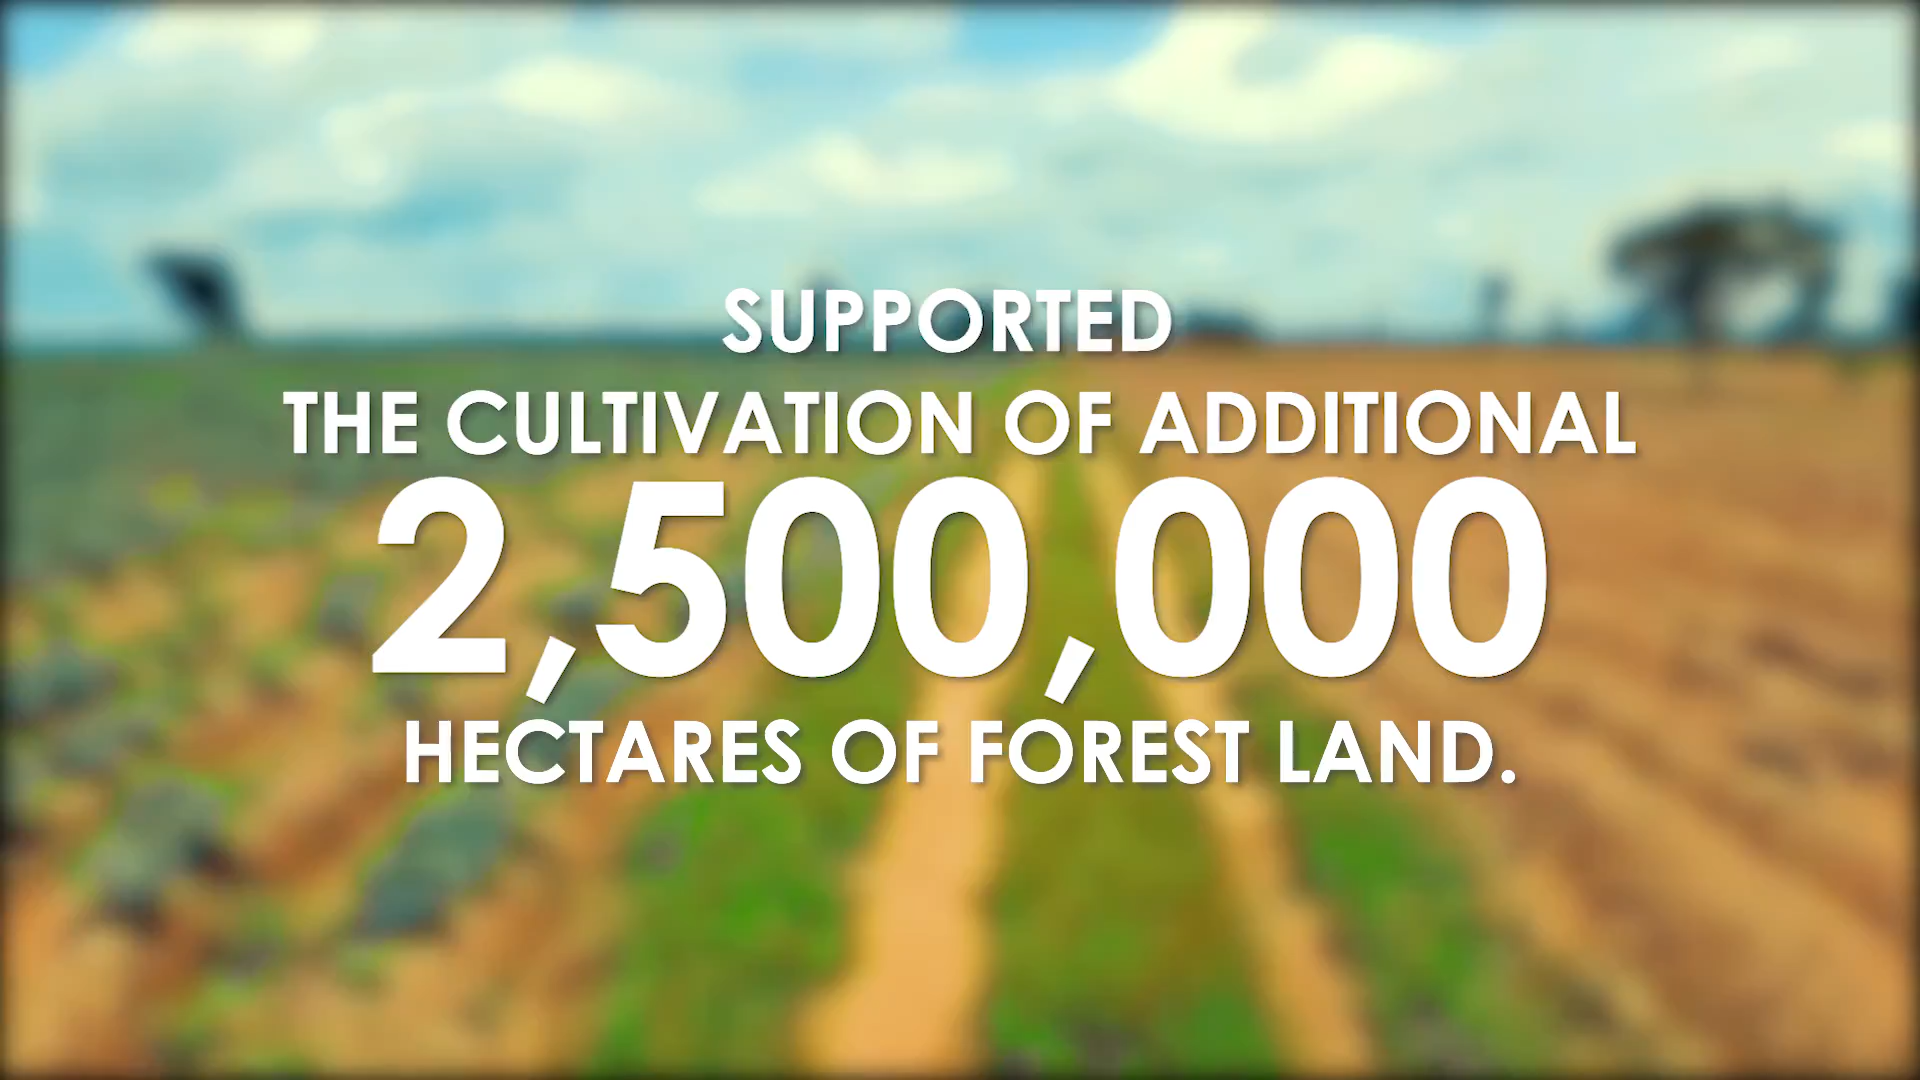 SUPPORTED
THE CULTIVATION OF ADDITIONAL
2,500,000
HECTARES OF FOREST LAND.